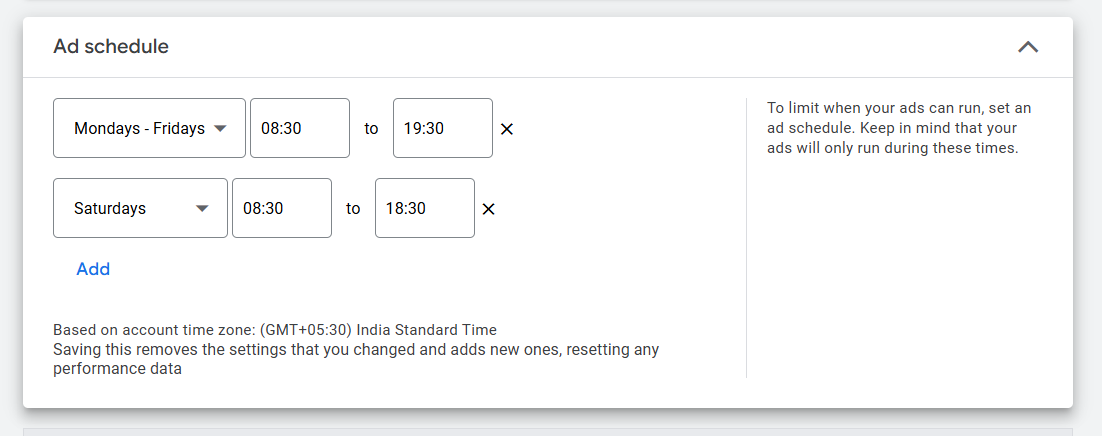 Ad schedule
Mondays - Fridays 08:30 to 19:30
Saturdays 08:30 to 18:30
Add
Based on account time zone: (GMT+05:30) India Standard Time
Saving this removes the settings that you changed and adds new ones, resetting any
performance data
To limit when your ads can run, set an
ad schedule. Keep in mind that your
ads will only run during these times.